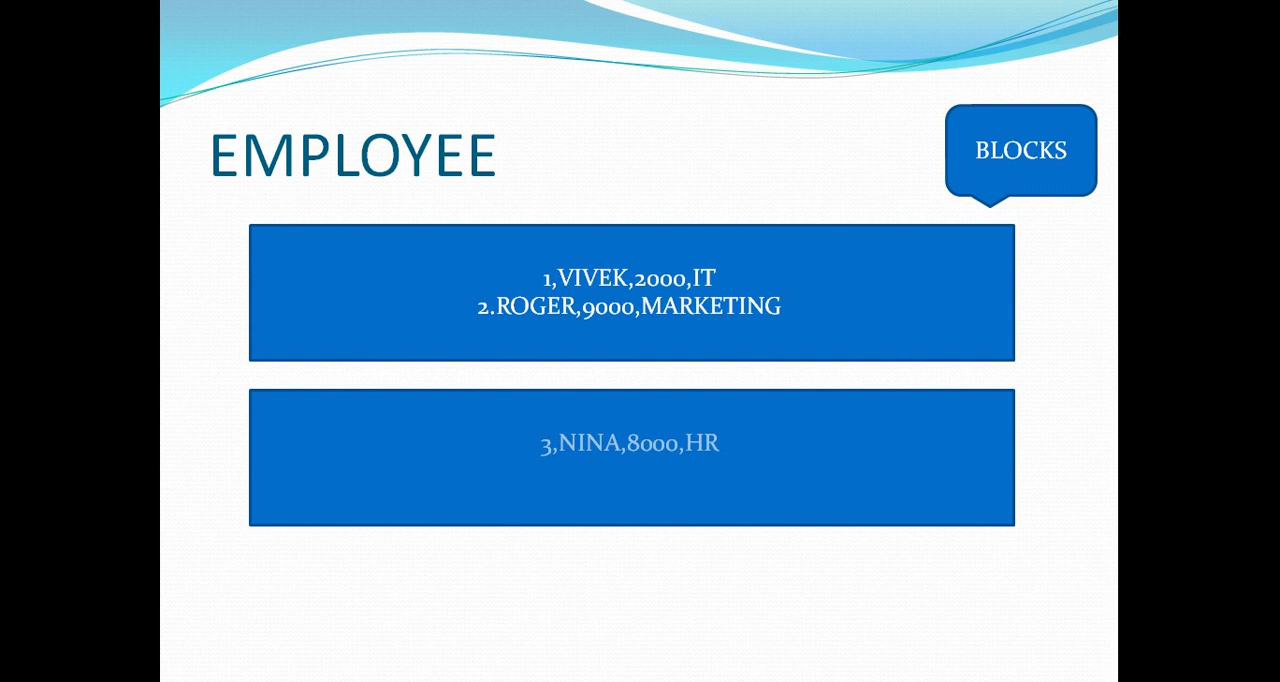 EMPLOYEE
BLOCKS
1,VIVEK,2000,IT
2.ROGER,9000,MARKETING
3,NINA,8000,HR